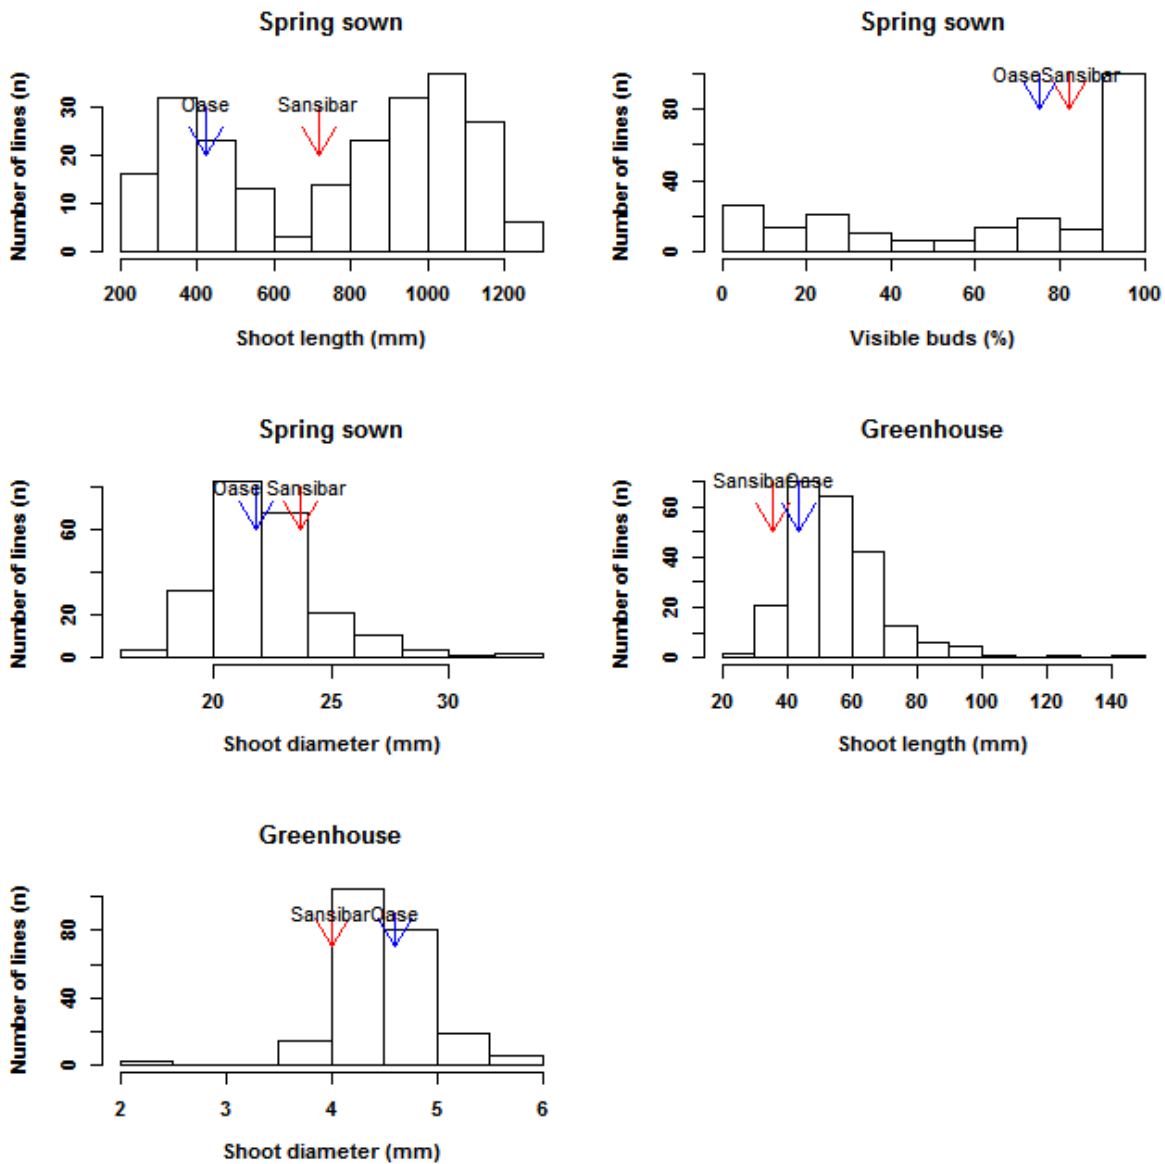 Spring sown
Number of lines (n)
30
20
10
0
Oase
Sansibar
200 400 600 800 1000 1200
Shoot length (mm)
Spring sown
Number of lines (n)
80
40
0
Oase
Sansibar
0 20 40 60 80 100
Visible buds (%)
Spring sown
Number of lines (n)
60
20
0
Oase
Sansibar
20 25 30
Shoot diameter (mm)
Greenhouse
Number of lines (n)
60
40
20
0
Sansibar
Oase
20 40 60 80 100 120 140
Shoot length (mm)
Greenhouse
Number of lines (n)
80
40
0
Sansibar
Oase
2 3 4 5 6
Shoot diameter (mm)